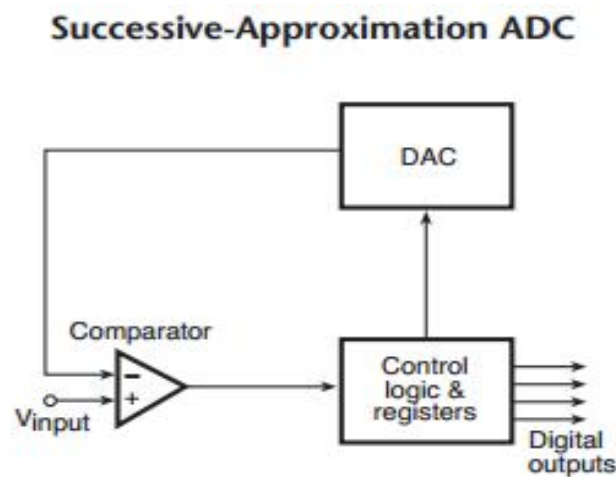 Successive-Approximation ADC
DAC
Comparator
−
+
Vinput
Control
logic &
registers
Digital
outputs